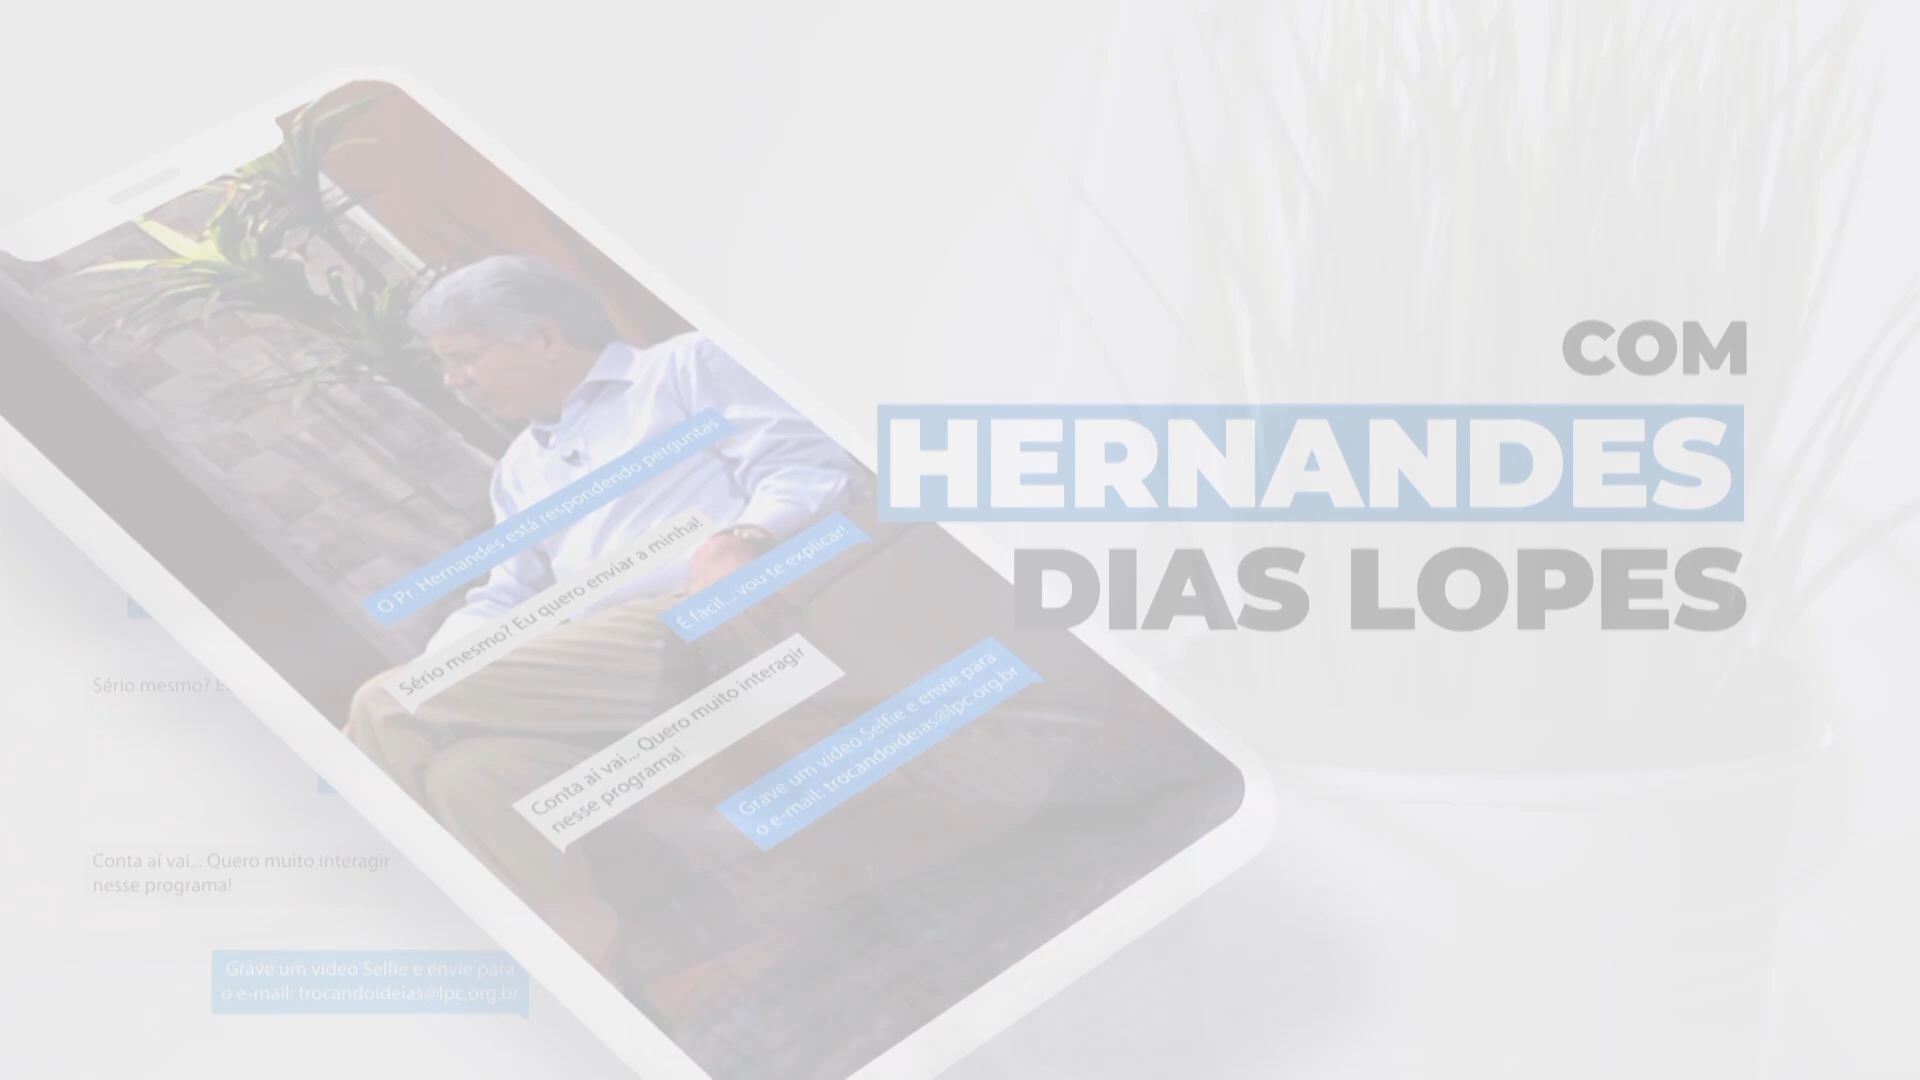 COM
HERNANDES
DIAS LOPES
O Pr. Hernandes está respondendo perguntas
Sério mesmo? Eu quero enviar a minha!
É fácil... vou te explicar!
Conta aí vai... Quero muito interagir
nesse programa!
Grave um vídeo Selfie e envie para
o e-mail: trocandoideias@lpc.org.br
Sério mesmo? E
Conta aí vai... Quero muito interagir
nesse programa!
Grave um vídeo Selfie e envie para
o e-mail: trocandoideias@lpc.org.br